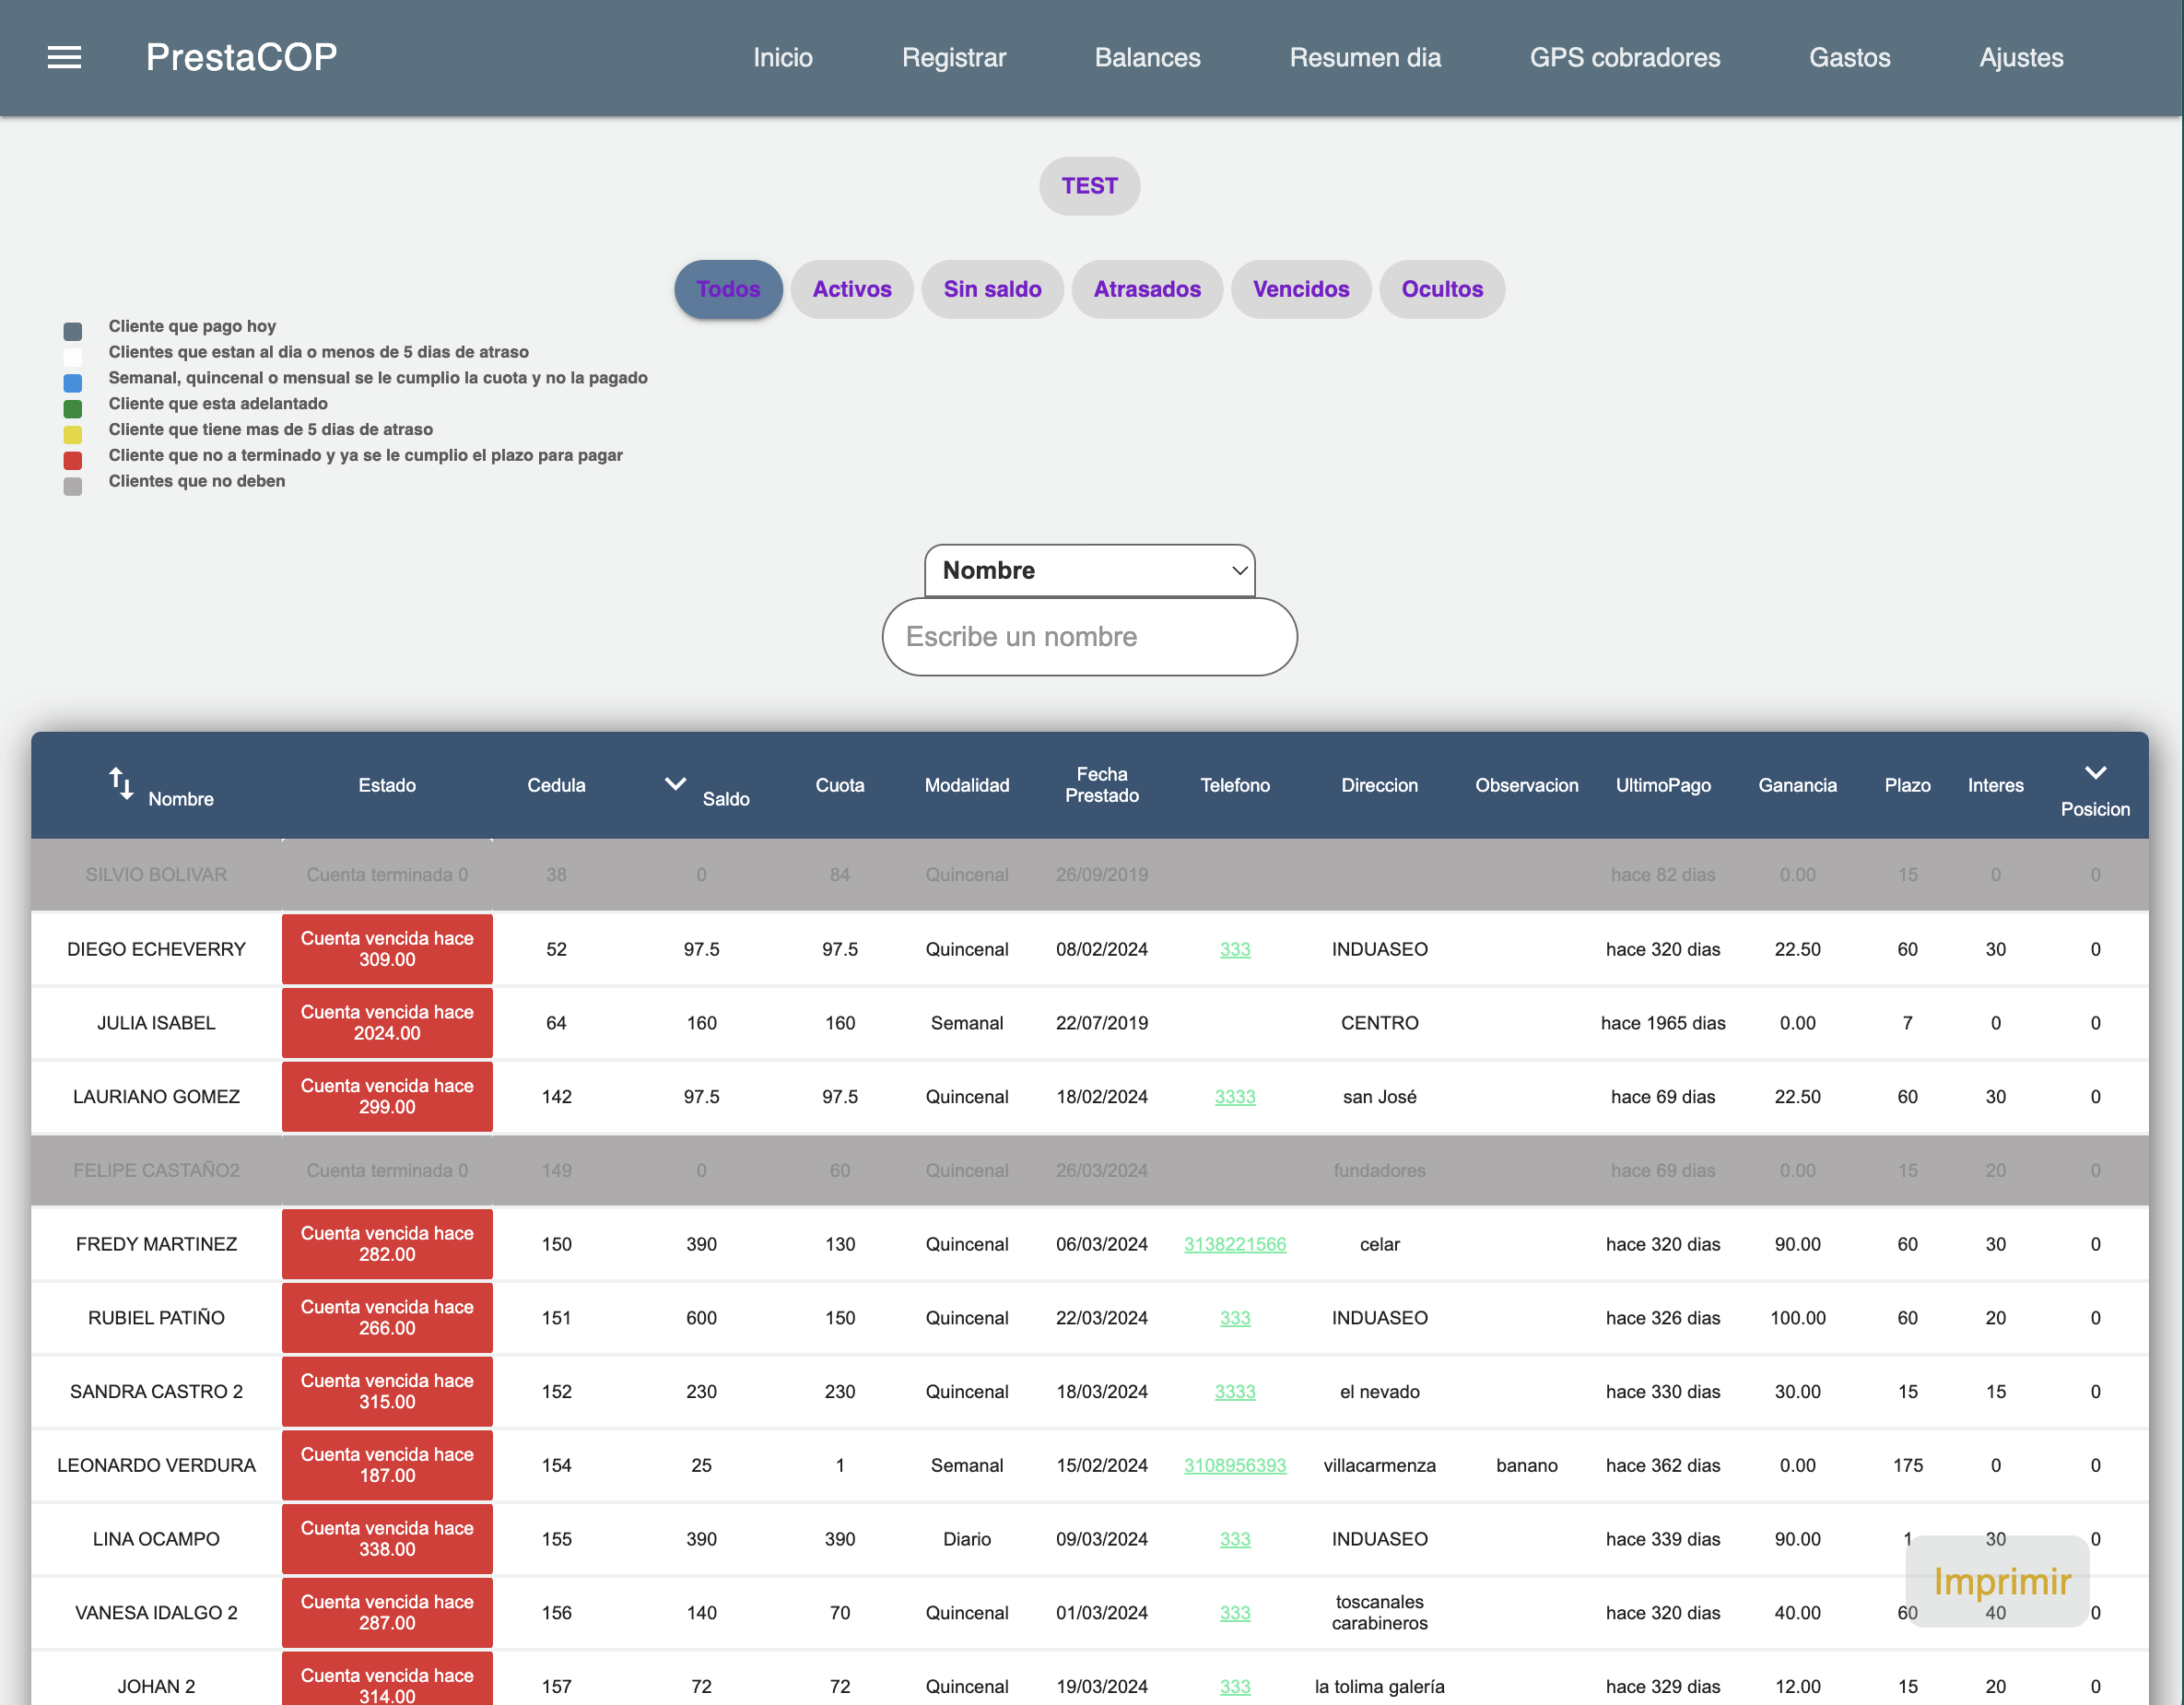 PrestaCOP Inicio Registrar Balances Resumen dia GPS cobradores Gastos Ajustes
TEST
Todos Activos Sin saldo Atrasados Vencidos Ocultos
Cliente que pago hoy
Clientes que estan al dia o menos de 5 dias de atraso
Semanal, quincenal o mensual se le cumplio la cuota y no la pagado
Cliente que esta adelantado
Cliente que tiene mas de 5 dias de atraso
Cliente que no a terminado y ya se le cumplio el plazo para pagar
Clientes que no deben
Nombre
Escribe un nombre
Nombre Estado Cedula Saldo Cuota Modalidad Fecha Prestado Telefono Direccion Observacion UltimoPago Ganancia Plazo Interes Posicion
SILVIO BOLIVAR Cuenta terminada 0 38 0 84 Quincenal 26/09/2019 hace 82 dias 0.00 15 0 0
DIEGO ECHEVERRY Cuenta vencida hace 309.00 52 97.5 97.5 Quincenal 08/02/2024 333 INDUASEO hace 320 dias 22.50 60 30 0
JULIA ISABEL Cuenta vencida hace 2024.00 64 160 160 Semanal 22/07/2019 CENTRO hace 1965 dias 0.00 7 0 0
LAURIANO GOMEZ Cuenta vencida hace 299.00 142 97.5 97.5 Quincenal 18/02/2024 3333 san José hace 69 dias 22.50 60 30 0
FELIPE CASTAÑO2 Cuenta terminada 0 149 0 60 Quincenal 26/03/2024 fundadores hace 69 dias 0.00 15 20 0
FREDY MARTINEZ Cuenta vencida hace 282.00 150 390 130 Quincenal 06/03/2024 3138221566 celar hace 320 dias 90.00 60 30 0
RUBIEL PATIÑO Cuenta vencida hace 266.00 151 600 150 Quincenal 22/03/2024 333 INDUASEO hace 326 dias 100.00 60 20 0
SANDRA CASTRO 2 Cuenta vencida hace 315.00 152 230 230 Quincenal 18/03/2024 3333 el nevado hace 330 dias 30.00 15 15 0
LEONARDO VERDURA Cuenta vencida hace 187.00 154 25 1 Semanal 15/02/2024 3108956393 villacarmenza banano hace 362 dias 0.00 175 0 0
LINA OCAMPO Cuenta vencida hace 338.00 155 390 390 Diario 09/03/2024 333 INDUASEO hace 339 dias 90.00 1 30 0
Imprimir
VANESA IDALGO 2 Cuenta vencida hace 287.00 156 140 70 Quincenal 01/03/2024 333 toscanales carabineros hace 320 dias 40.00 60 40 0
JOHAN 2 Cuenta vencida hace 314.00 157 72 72 Quincenal 19/03/2024 333 la tolima galería hace 329 dias 12.00 15 20 0